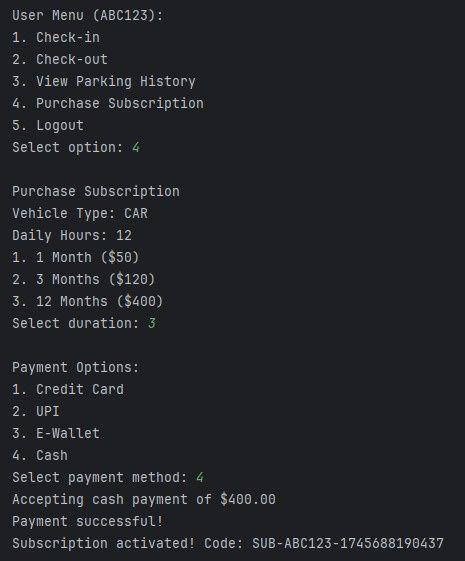 User Menu (ABC123):
1. Check-in
2. Check-out
3. View Parking History
4. Purchase Subscription
5. Logout
Select option: 4
Purchase Subscription
Vehicle Type: CAR
Daily Hours: 12
1. 1 Month ($50)
2. 3 Months ($120)
3. 12 Months ($400)
Select duration: 3
Payment Options:
1. Credit Card
2. UPI
3. E-Wallet
4. Cash
Select payment method: 4
Accepting cash payment of $400.00
Payment successful!
Subscription activated! Code: SUB-ABC123-1745688190437